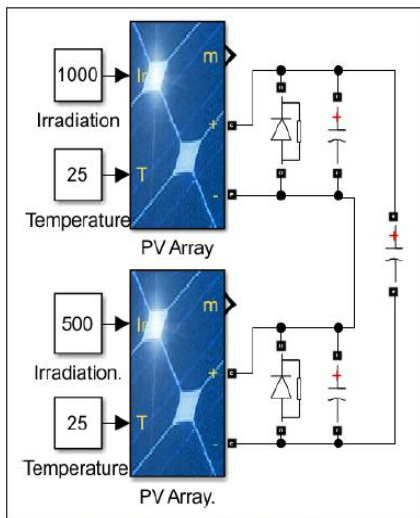 1000
Irradiation
25
Temperature
Ir
T
m
+
-
PV Array
+
+
500
Irradiation.
25
Temperature
Ir
T
m
+
-
PV Array.
+